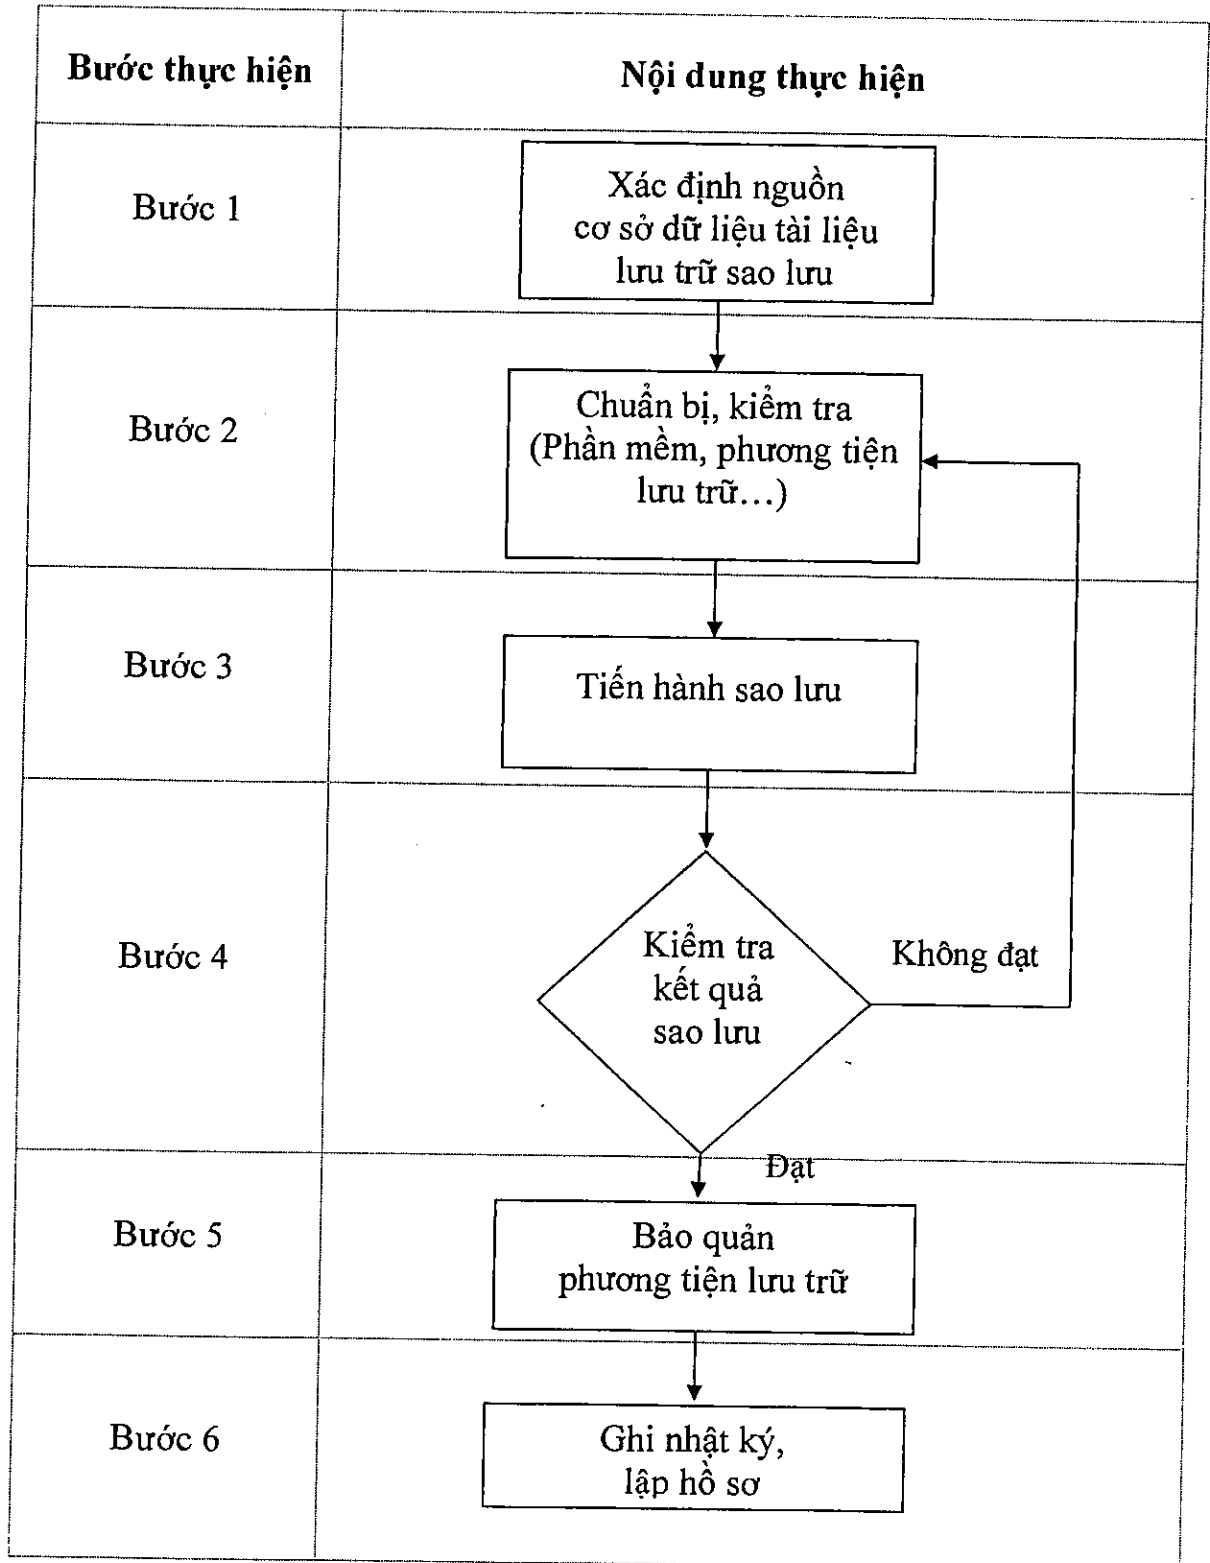 Bước thực hiện
Nội dung thực hiện
Bước 1
Xác định nguồn
cơ sở dữ liệu tài liệu
lưu trữ sao lưu
Bước 2
Chuẩn bị, kiểm tra
(Phần mềm, phương tiện
lưu trữ...)
Bước 3
Tiến hành sao lưu
Bước 4
Kiểm tra
kết quả
sao lưu
Không đạt
Đạt
Bước 5
Bảo quản
phương tiện lưu trữ
Bước 6
Ghi nhật ký,
lập hồ sơ